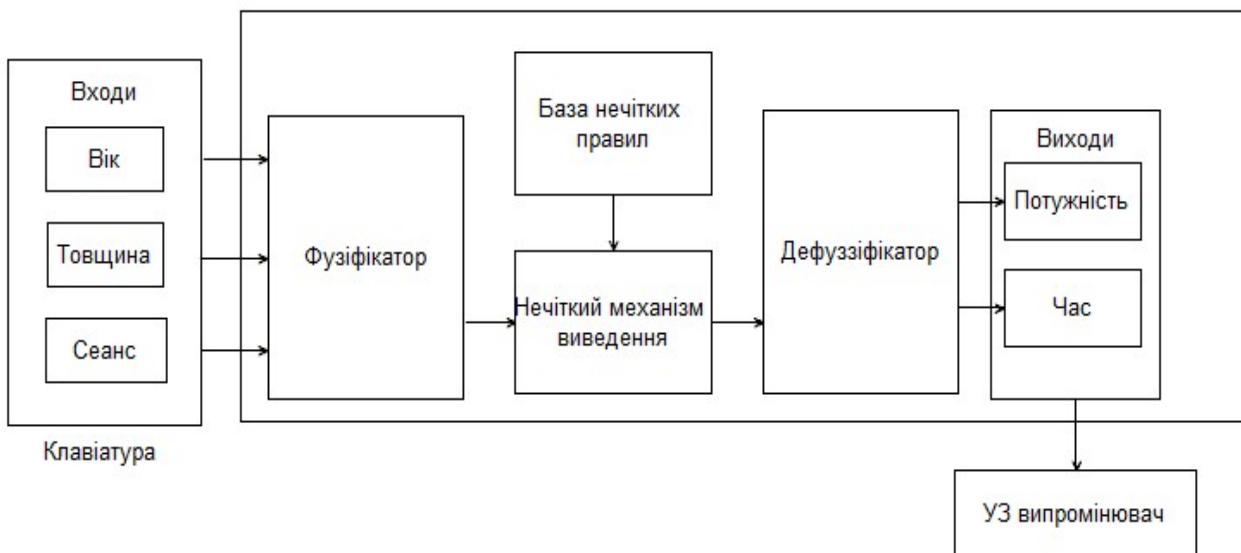 Входи
Вік
Товщина
Сеанс
Клавіатура
Фузіфікатор
База нечітких
правил
Нечіткий механізм
виведення
Дефуззіфікатор
Виходи
Потужність
Час
УЗ випромінювач